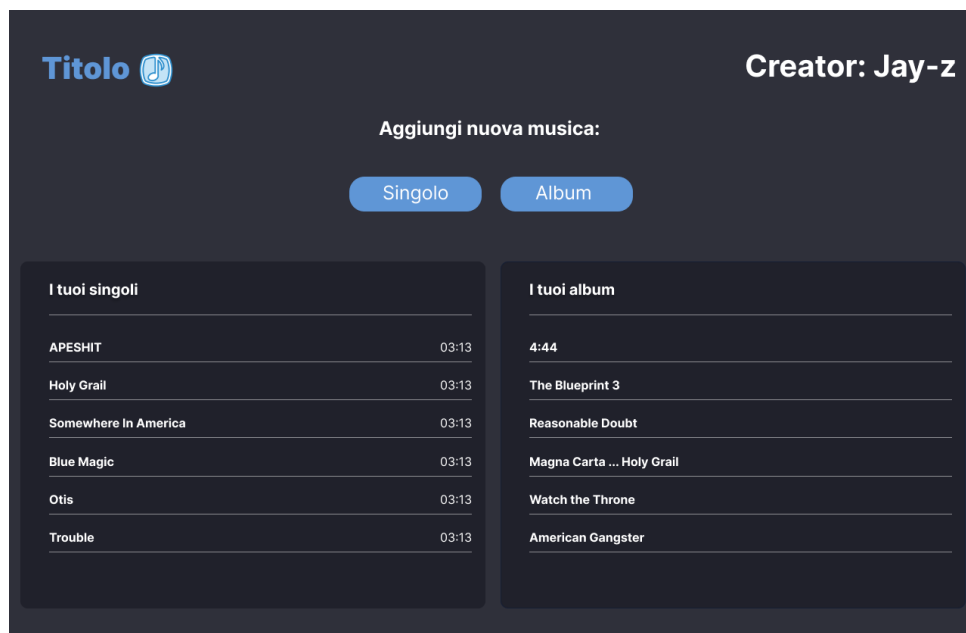 Titolo
Creator: Jay-z
Aggiungi nuova musica:
Singolo
Album
I tuoi singoli
APESHIT 03:13
Holy Grail 03:13
Somewhere In America 03:13
Blue Magic 03:13
Otis 03:13
Trouble 03:13
I tuoi album
4:44
The Blueprint 3
Reasonable Doubt
Magna Carta ... Holy Grail
Watch the Throne
American Gangster